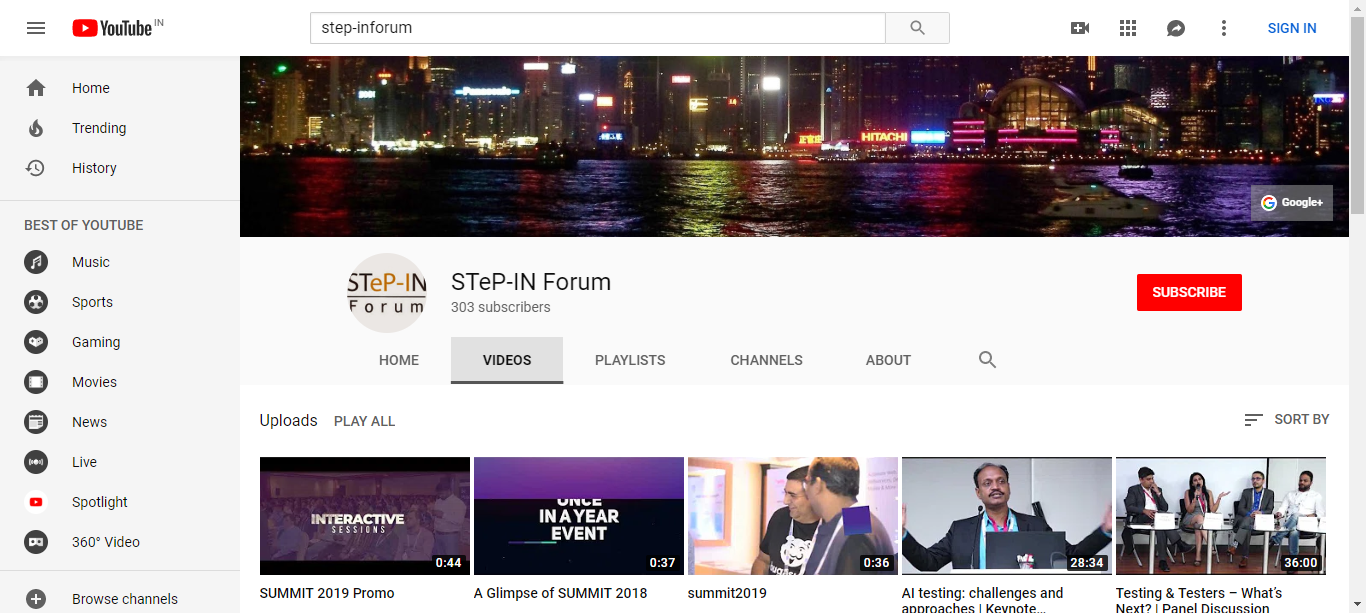 YouTube IN
step-inforum
SIGN IN
Home
Trending
History
BEST OF YOUTUBE
Music
Sports
Gaming
Movies
News
Live
Spotlight
360° Video
Browse channels
Panasonic
HITACHI
ING
Google+
STeP-IN
Forum
STeP-IN Forum
303 subscribers
SUBSCRIBE
HOME
VIDEOS
PLAYLISTS
CHANNELS
ABOUT
Uploads
PLAY ALL
SORT BY
INTERACTIVE
SESSIONS
0:44
ONCE
IN A YEAR
EVENT
0:37
0:36
28:34
36:00
SUMMIT 2019 Promo
A Glimpse of SUMMIT 2018
summit2019
AI testing: challenges and
approaches | Keynote...
Testing & Testers – What's
Next? | Panel Discussion